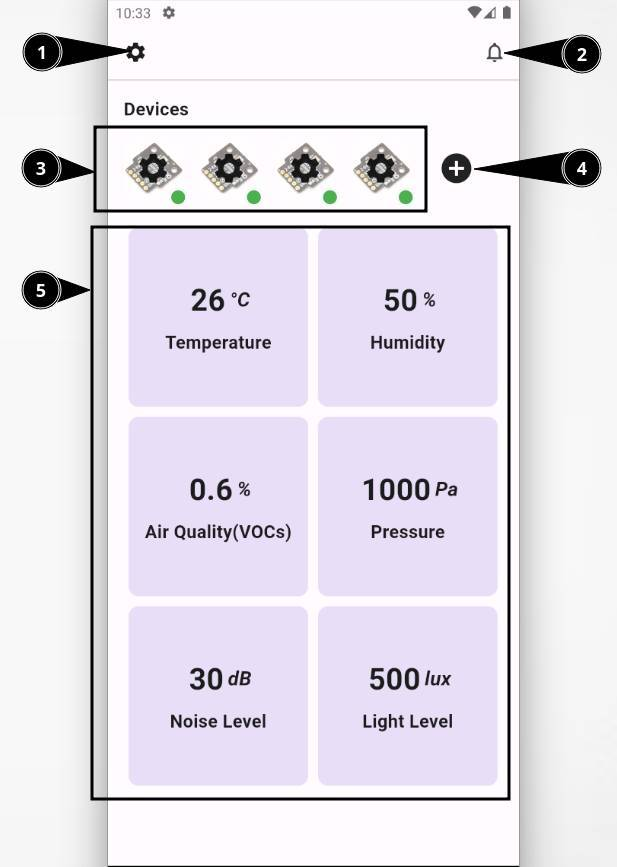 10:33
1
2
Devices
3
4
5
26 °C
50 %
Temperature
Humidity
0.6 %
1000 Pa
Air Quality(VOCs)
Pressure
30 dB
500 lux
Noise Level
Light Level